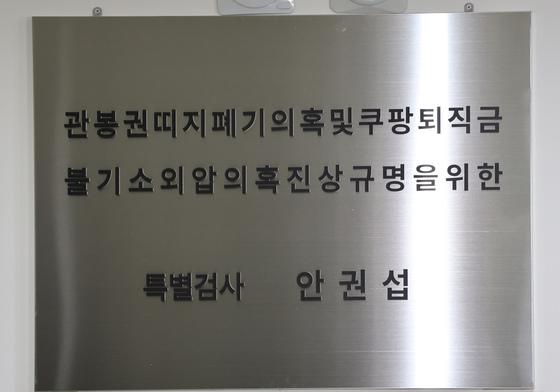 관봉권띠지폐기의혹및쿠팡퇴직금
불기소외압의혹진상규명을위한
특별검사 안권섭